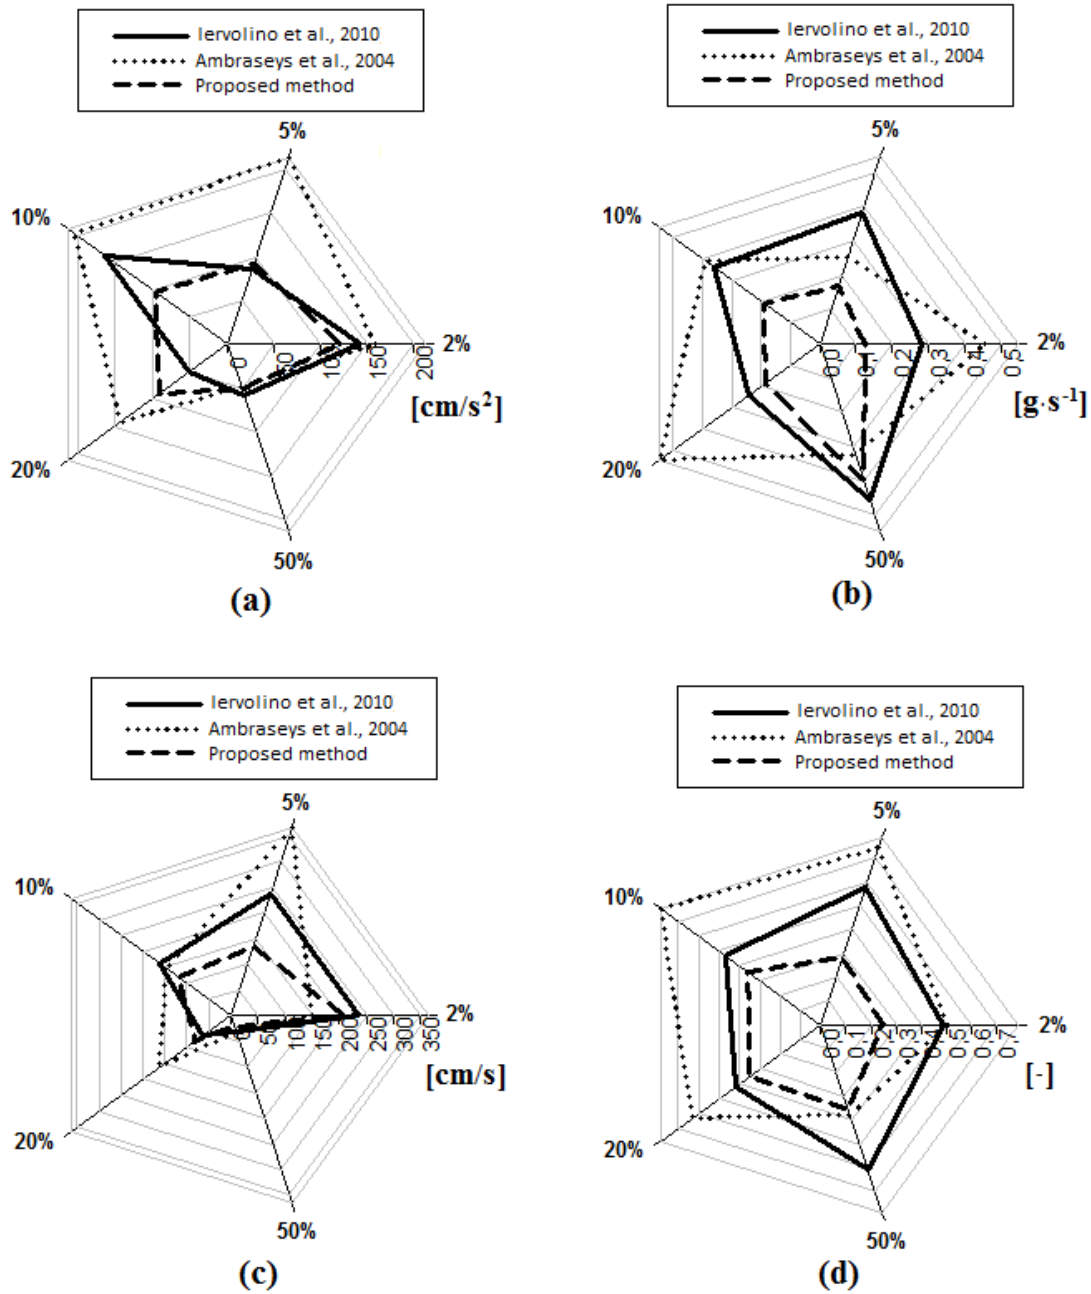 Iervolino et al., 2010
Ambraseys et al., 2004
Proposed method
5%
10%
2%
0
50
100
150
200
[cm/s²]
20%
50%
(a)
Iervolino et al., 2010
Ambraseys et al., 2004
Proposed method
5%
10%
2%
0,0
0,1
0,2
0,3
0,4
0,5
[g·s⁻¹]
20%
50%
(b)
Iervolino et al., 2010
Ambraseys et al., 2004
Proposed method
5%
10%
2%
0
50
100
150
200
250
300
350
[cm/s]
20%
50%
(c)
Iervolino et al., 2010
Ambraseys et al., 2004
Proposed method
5%
10%
2%
0,0
0,1
0,2
0,3
0,4
0,5
0,6
0,7
[-]
20%
50%
(d)